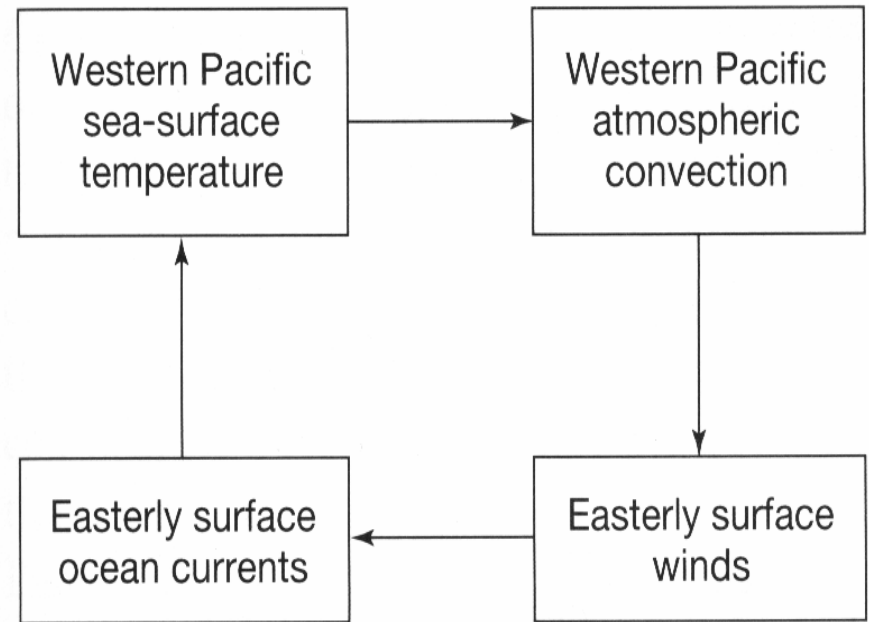 Western Pacific
sea-surface
temperature
Western Pacific
atmospheric
convection
Easterly surface
ocean currents
Easterly surface
winds